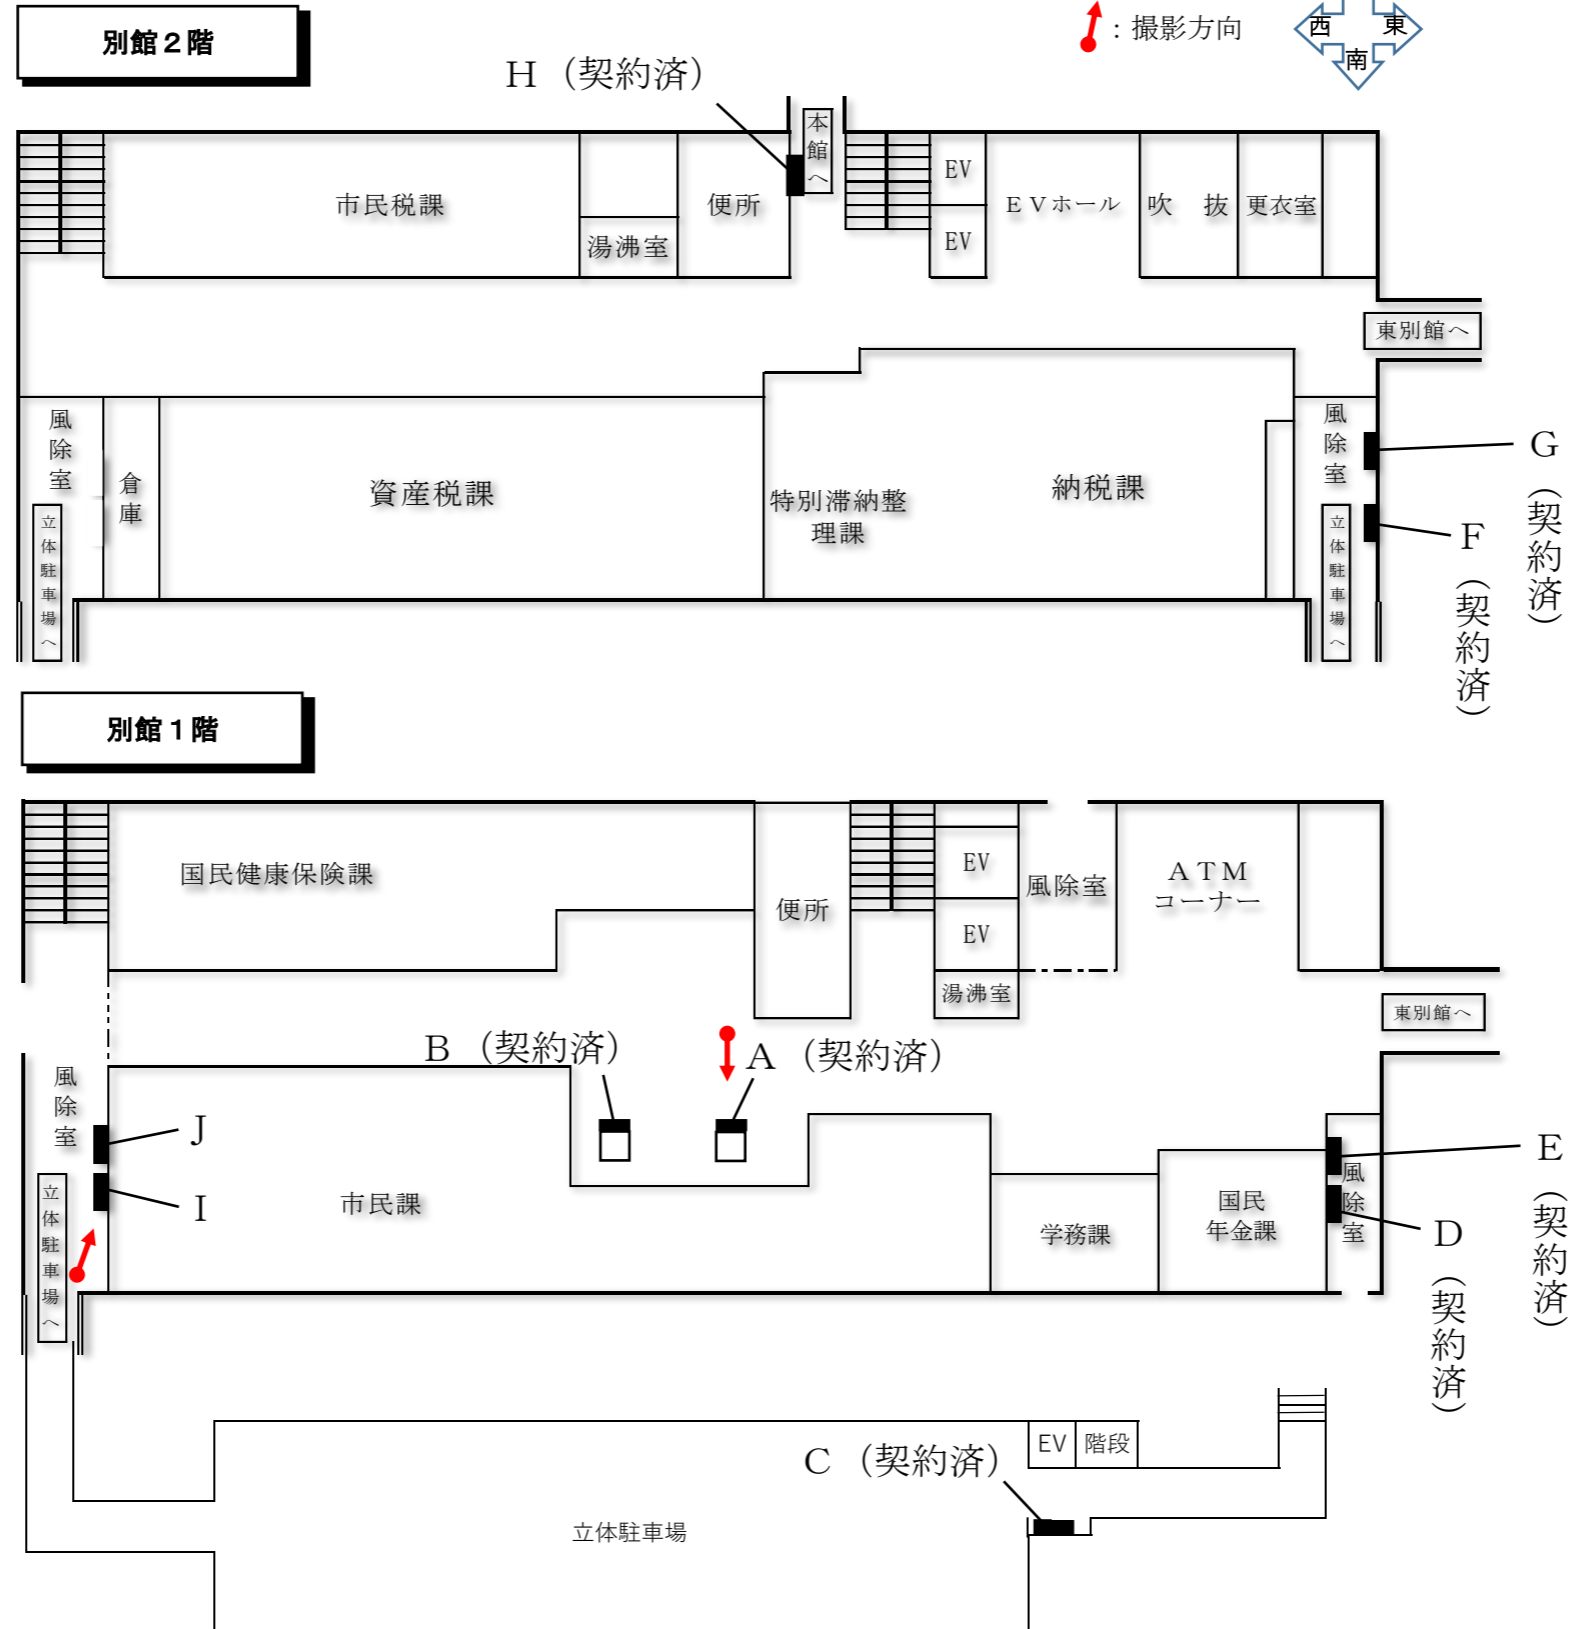 別館２階
：撮影方向
西
東
南
H（契約済）
本館へ
市民税課
湯沸室
便所
EV
EV
ＥＶホール
吹　抜
更衣室
東別館へ
風除室
倉庫
資産税課
特別滞納整
理課
納税課
風除室
立体駐車場へ
立体駐車場へ
G（契約済）
F（契約済）
別館１階
国民健康保険課
便所
EV
EV
湯沸室
風除室
ＡＴＭ
コーナー
東別館へ
B（契約済）
A（契約済）
風除室
J
I
立体駐車場へ
市民課
学務課
国民
年金課
風除室
E（契約済）
D（契約済）
EV
階段
C（契約済）
立体駐車場